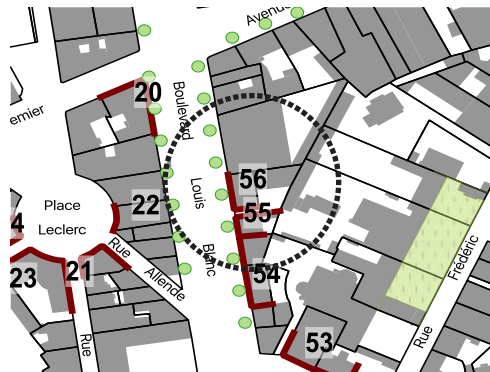 Avenue
emier
20
Boulevard
Louis
Blanc
56
55
54
22
Place
Leclerc
4
23
21
Rue
Allende
Rue
53
Rue
Frédéric